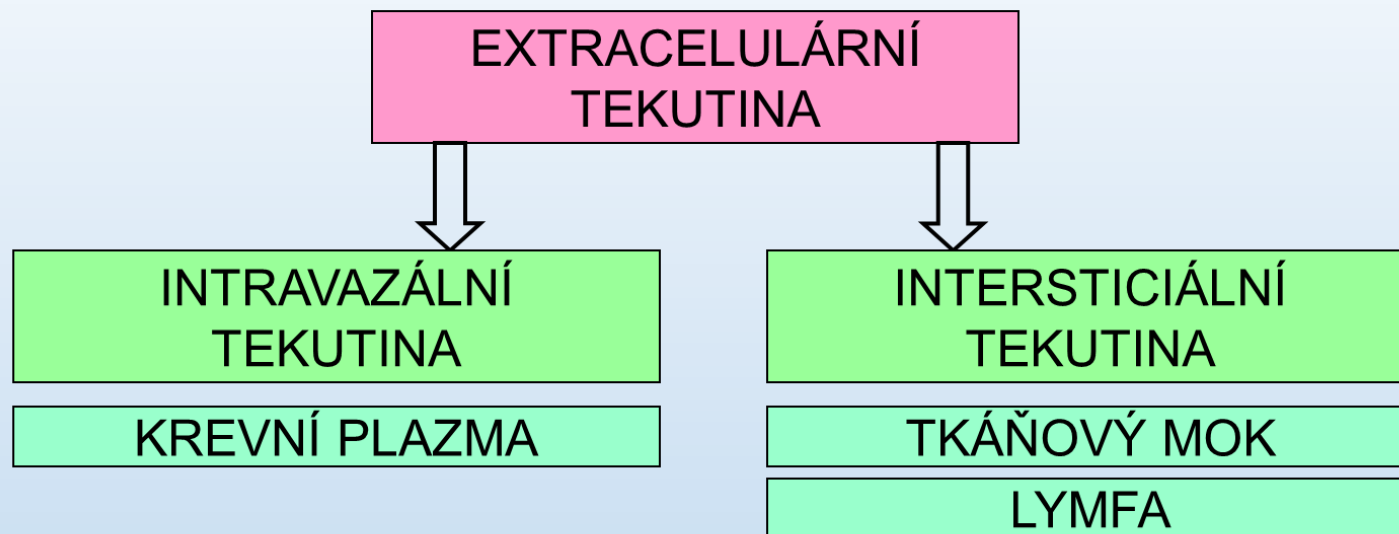 EXTRACELULÁRNÍ
TEKUTINA
INTRAVAZÁLNÍ
TEKUTINA
KREVNÍ PLAZMA
INTERSTICIÁLNÍ
TEKUTINA
TKÁŇOVÝ MOK
LYMFA